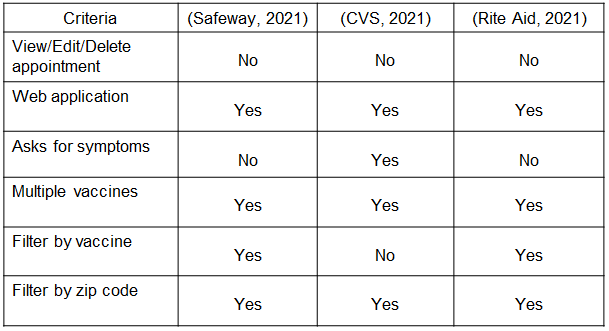 Criteria (Safeway, 2021) (CVS, 2021) (Rite Aid, 2021)
View/Edit/Delete
appointment No No No
Web application Yes Yes Yes
Asks for symptoms No Yes No
Multiple vaccines Yes Yes Yes
Filter by vaccine Yes No Yes
Filter by zip code Yes Yes Yes